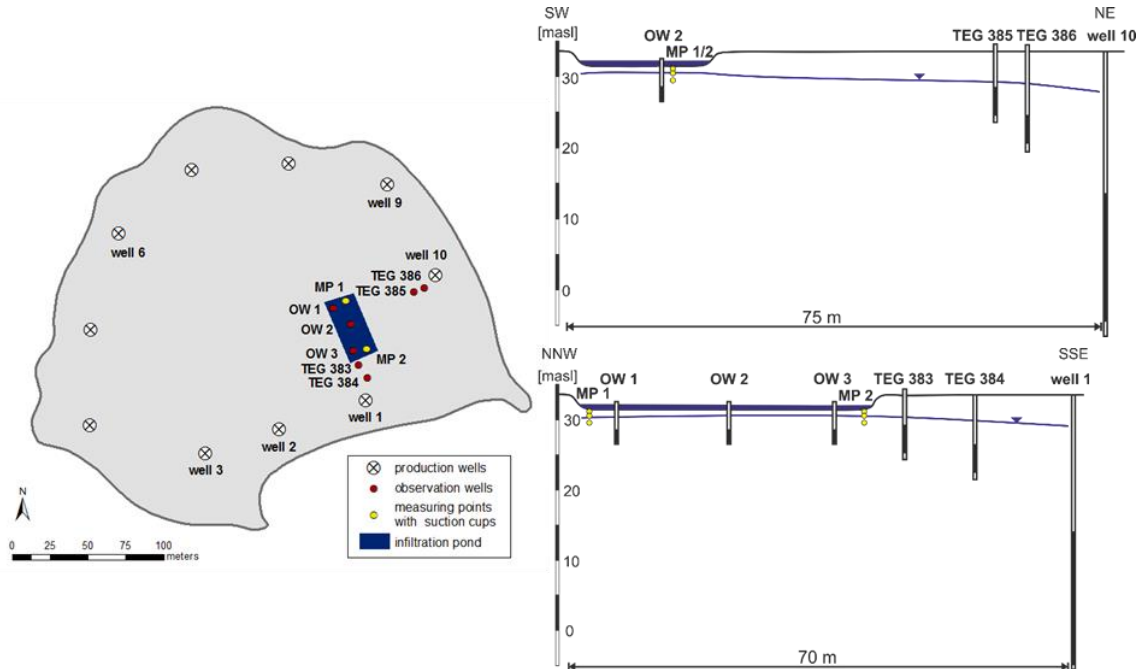 well 9
well 6
well 10
TEG 386
TEG 385
MP 1
OW 1
OW 2
OW 3
MP 2
TEG 383
TEG 384
well 1
well 2
well 3
N
0 25 50 75 100
meters
production wells
observation wells
measuring points
with suction cups
infiltration pond
SW NE
[masl] OW 2 TEG 385 TEG 386 well 10
MP 1/2
30
20
10
0
75 m
NNW SSE
[masl] OW 1 OW 2 OW 3 TEG 383 TEG 384 well 1
MP 1 MP 2
30
20
10
0
70 m